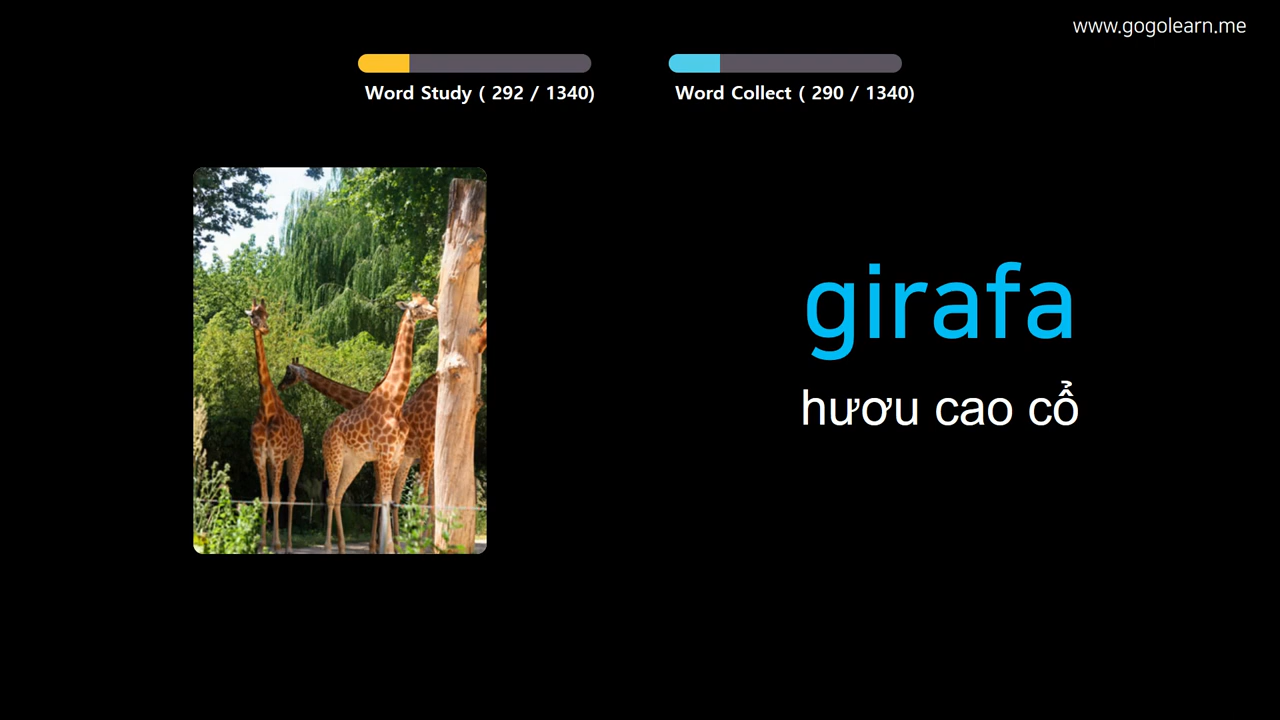 www.gogolearn.me
Word Study ( 292 / 1340)
Word Collect ( 290 / 1340)
girafa
hươu cao cổ